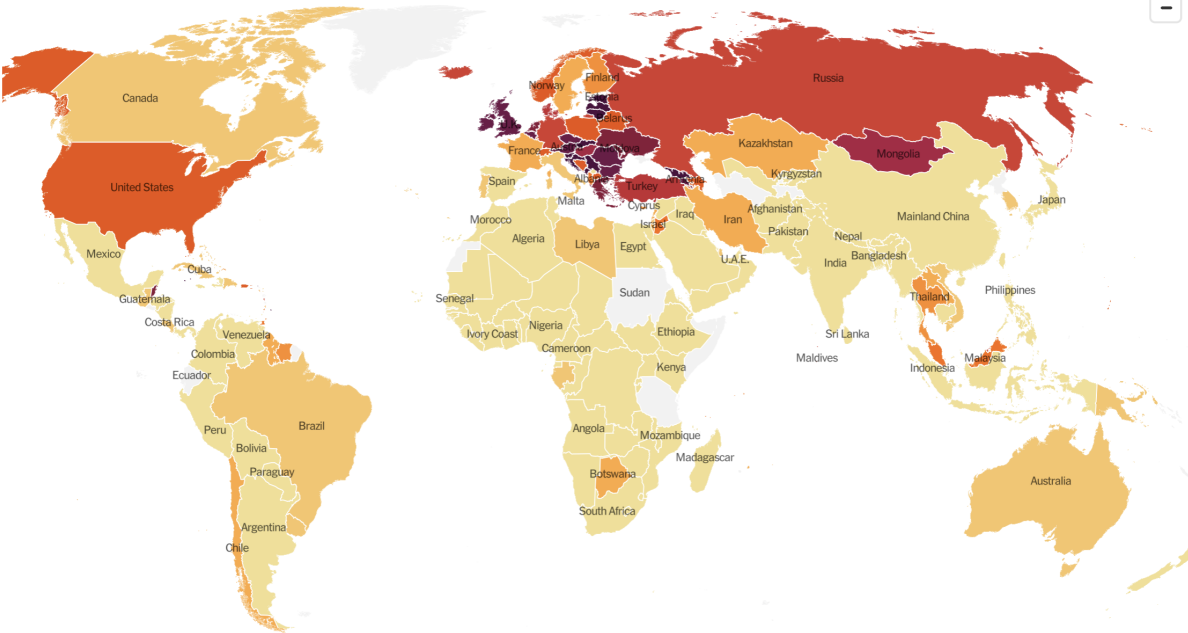 −
Russia
Norway
Finland
Canada
Estonia
U.K.
Belarus
Kazakhstan
Austria
Moldova
France
Mongolia
Kyrgyzstan
Spain
Albania
Armenia
Turkey
United States
Malta
Cyprus
Japan
Morocco
Iraq
Afghanistan
Mainland China
Israel
Iran
Algeria
Libya
Egypt
Pakistan
Nepal
Mexico
Bangladesh
U.A.E.
India
Cuba
Sudan
Philippines
Thailand
Guatemala
Senegal
Costa Rica
Nigeria
Ethiopia
Venezuela
Ivory Coast
Sri Lanka
Cameroon
Colombia
Maldives
Malaysia
Kenya
Indonesia
Ecuador
Brazil
Angola
Peru
Mozambique
Bolivia
Madagascar
Paraguay
Botswana
Australia
South Africa
Argentina
Chile